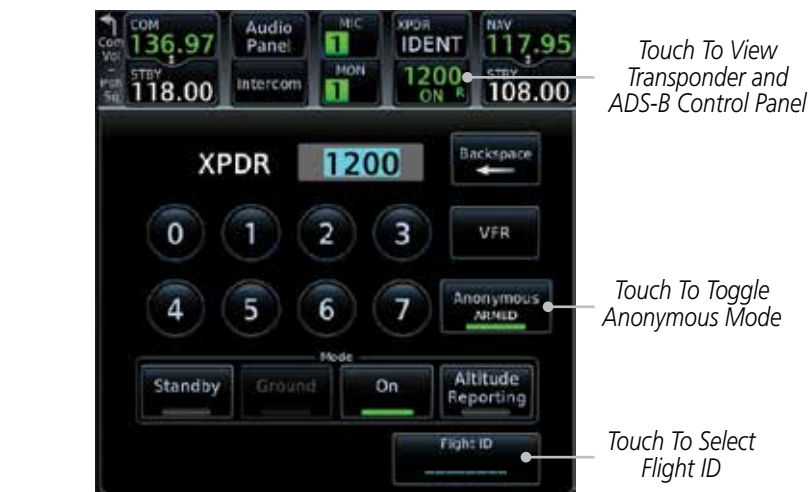 COM
136.97
Com
Vol
STBY
118.00
Psh
Sq
Audio
Panel
Intercom
MIC
1
MON
1
XPDR
IDENT
1200
ON R
NAV
117.95
STBY
108.00
XPDR 1200
Backspace
0 1 2 3
VFR
4 5 6 7
Anonymous
ARMED
Mode
Standby
Ground
On
Altitude
Reporting
Flight ID
Touch To View
Transponder and
ADS-B Control Panel
Touch To Toggle
Anonymous Mode
Touch To Select
Flight ID